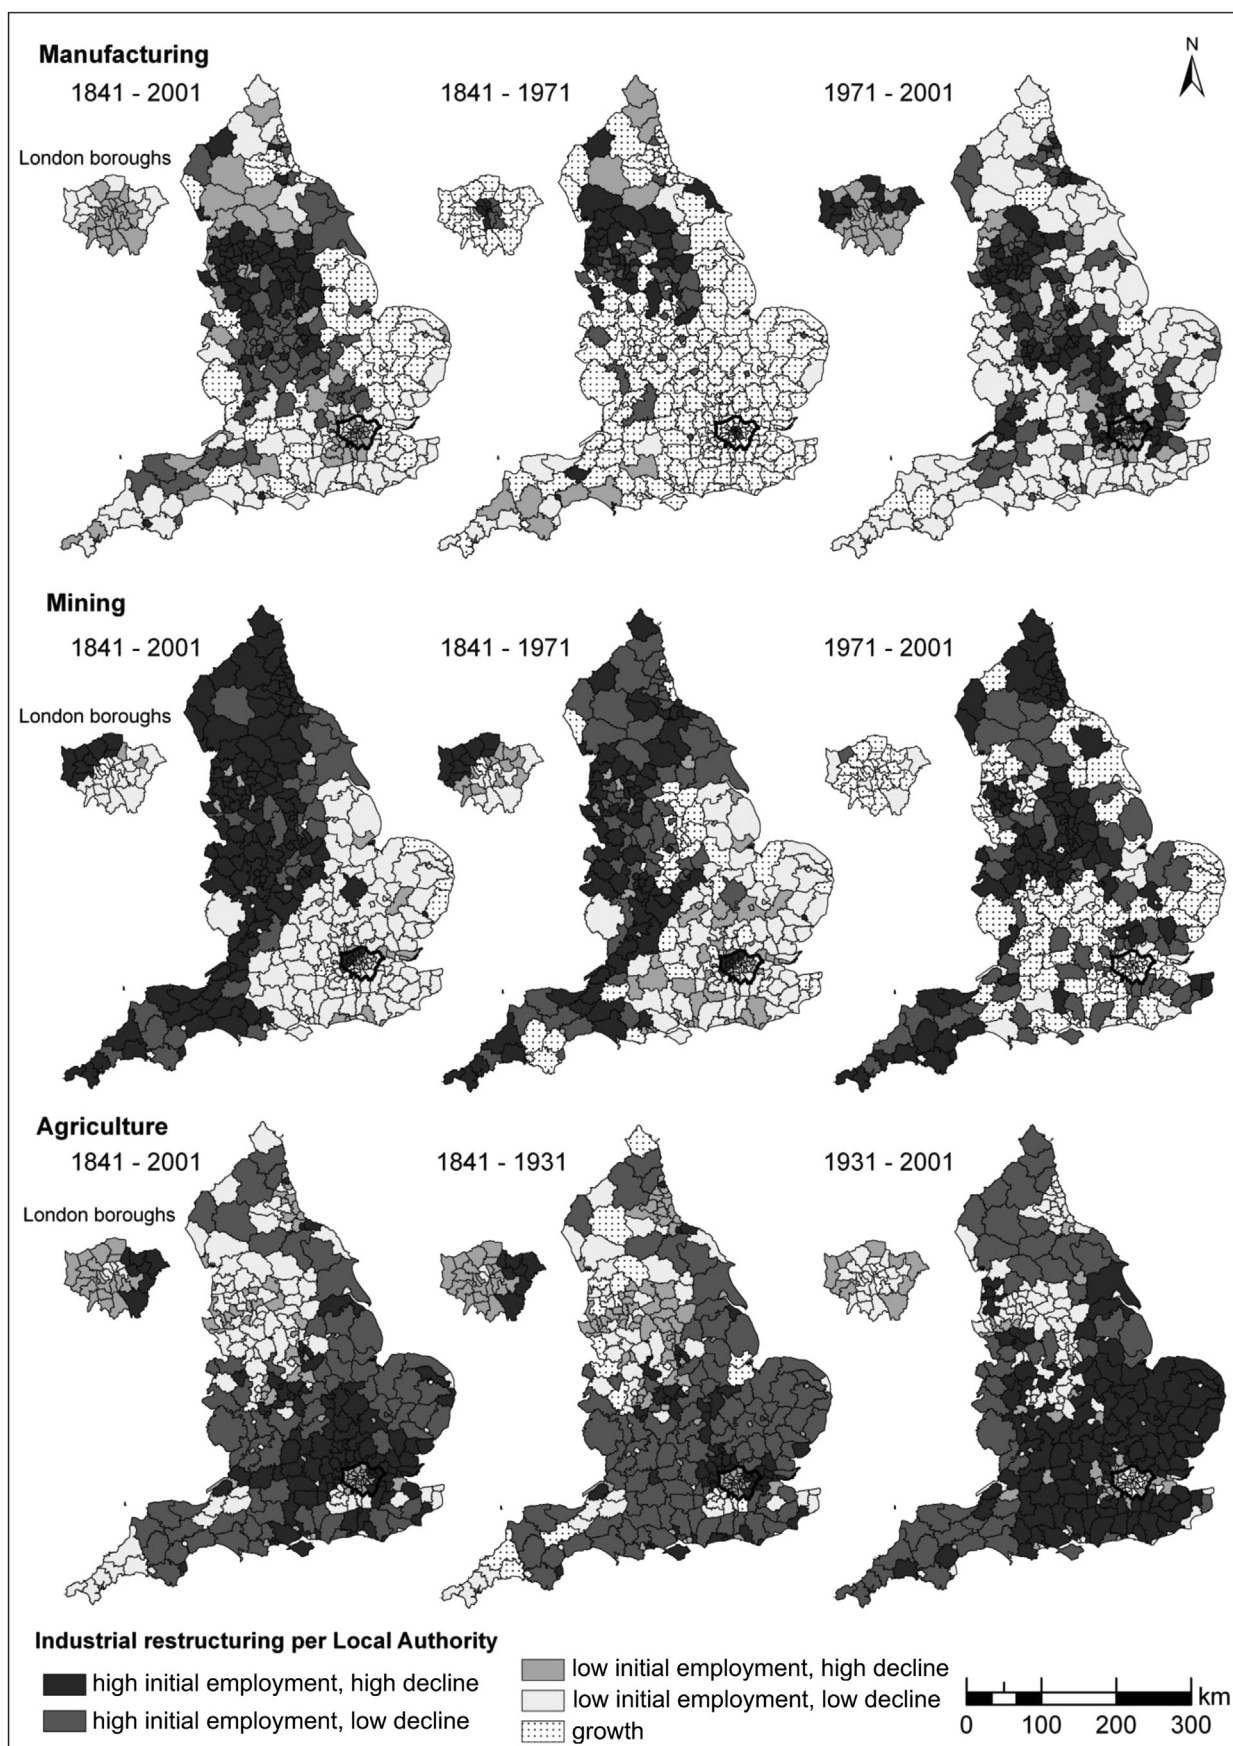 Manufacturing
N
1841 - 2001
1841 - 1971
1971 - 2001
London boroughs
Mining
1841 - 2001
1841 - 1971
1971 - 2001
London boroughs
Agriculture
1841 - 2001
1841 - 1931
1931 - 2001
London boroughs
Industrial restructuring per Local Authority
high initial employment, high decline
high initial employment, low decline
low initial employment, high decline
low initial employment, low decline
growth
km
0 100 200 300